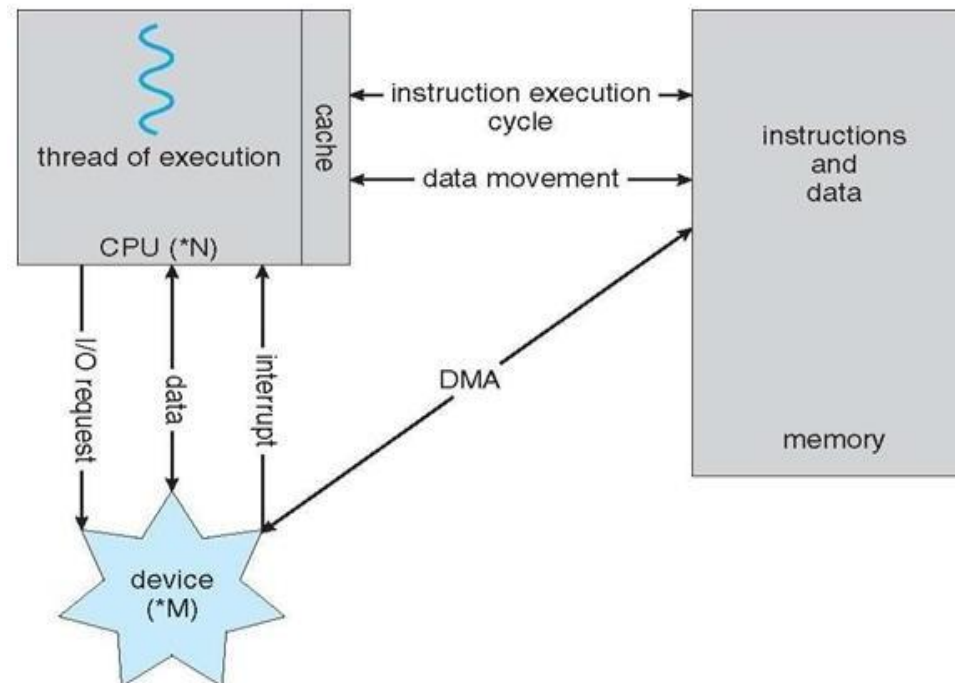 thread of execution
CPU (*N)
cache
instruction execution
cycle
data movement
instructions
and
data
memory
I/O request
data
interrupt
DMA
device
(*M)